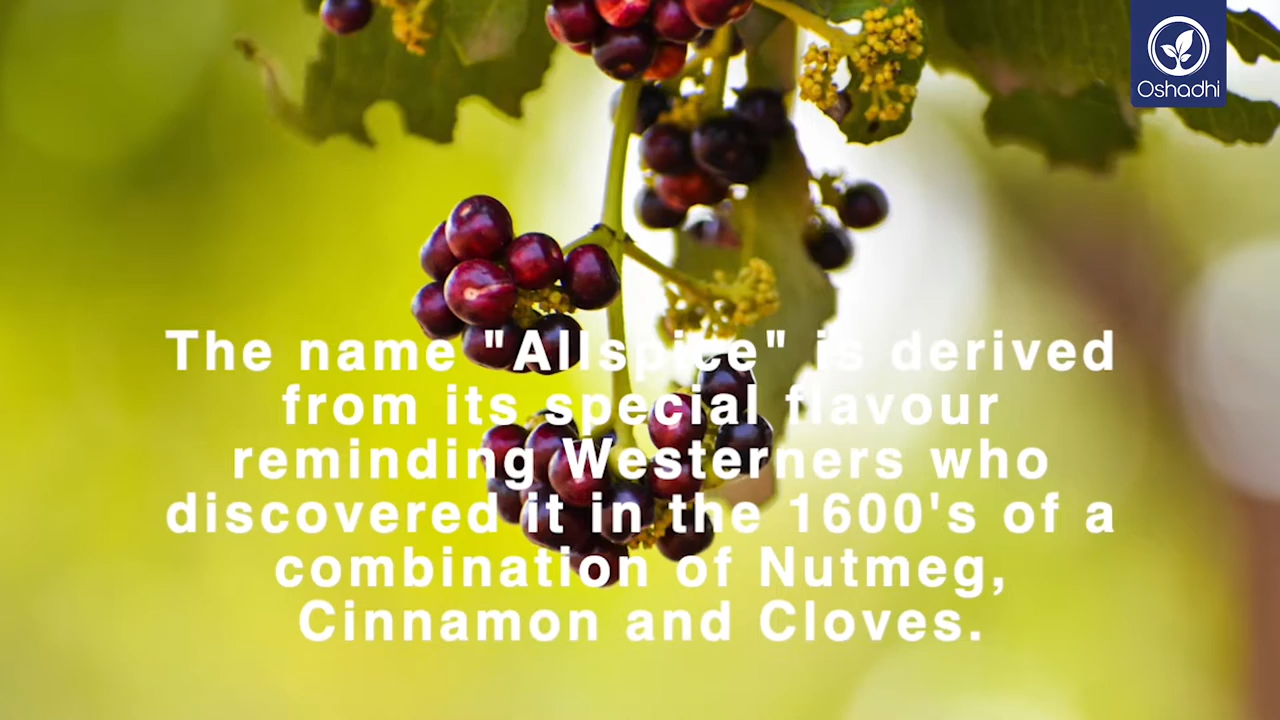 Oshadhi
The name "Allspice" is derived
from its special flavour
reminding Westerners who
discovered it in the 1600's of a
combination of Nutmeg,
Cinnamon and Cloves.